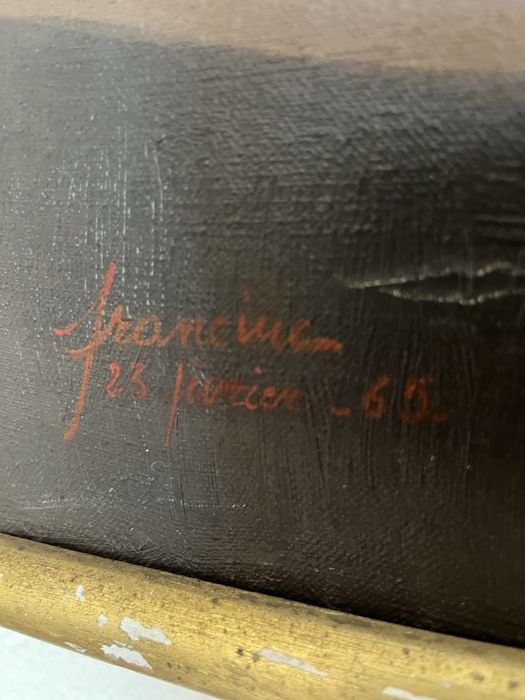 francine
23 février - 65 -